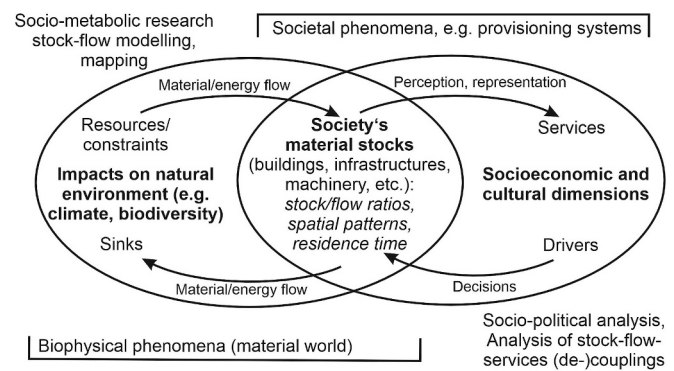 Socio-metabolic research
stock-flow modelling,
mapping
Societal phenomena, e.g. provisioning systems
Material/energy flow
Perception, representation
Resources/
constraints
Impacts on natural
environment (e.g.
climate, biodiversity)
Sinks
Society‘s
material stocks
(buildings, infrastructures,
machinery, etc.):
stock/flow ratios,
spatial patterns,
residence time
Services
Socioeconomic and
cultural dimensions
Drivers
Material/energy flow
Decisions
Biophysical phenomena (material world)
Socio-political analysis,
Analysis of stock-flow-
services (de-)couplings